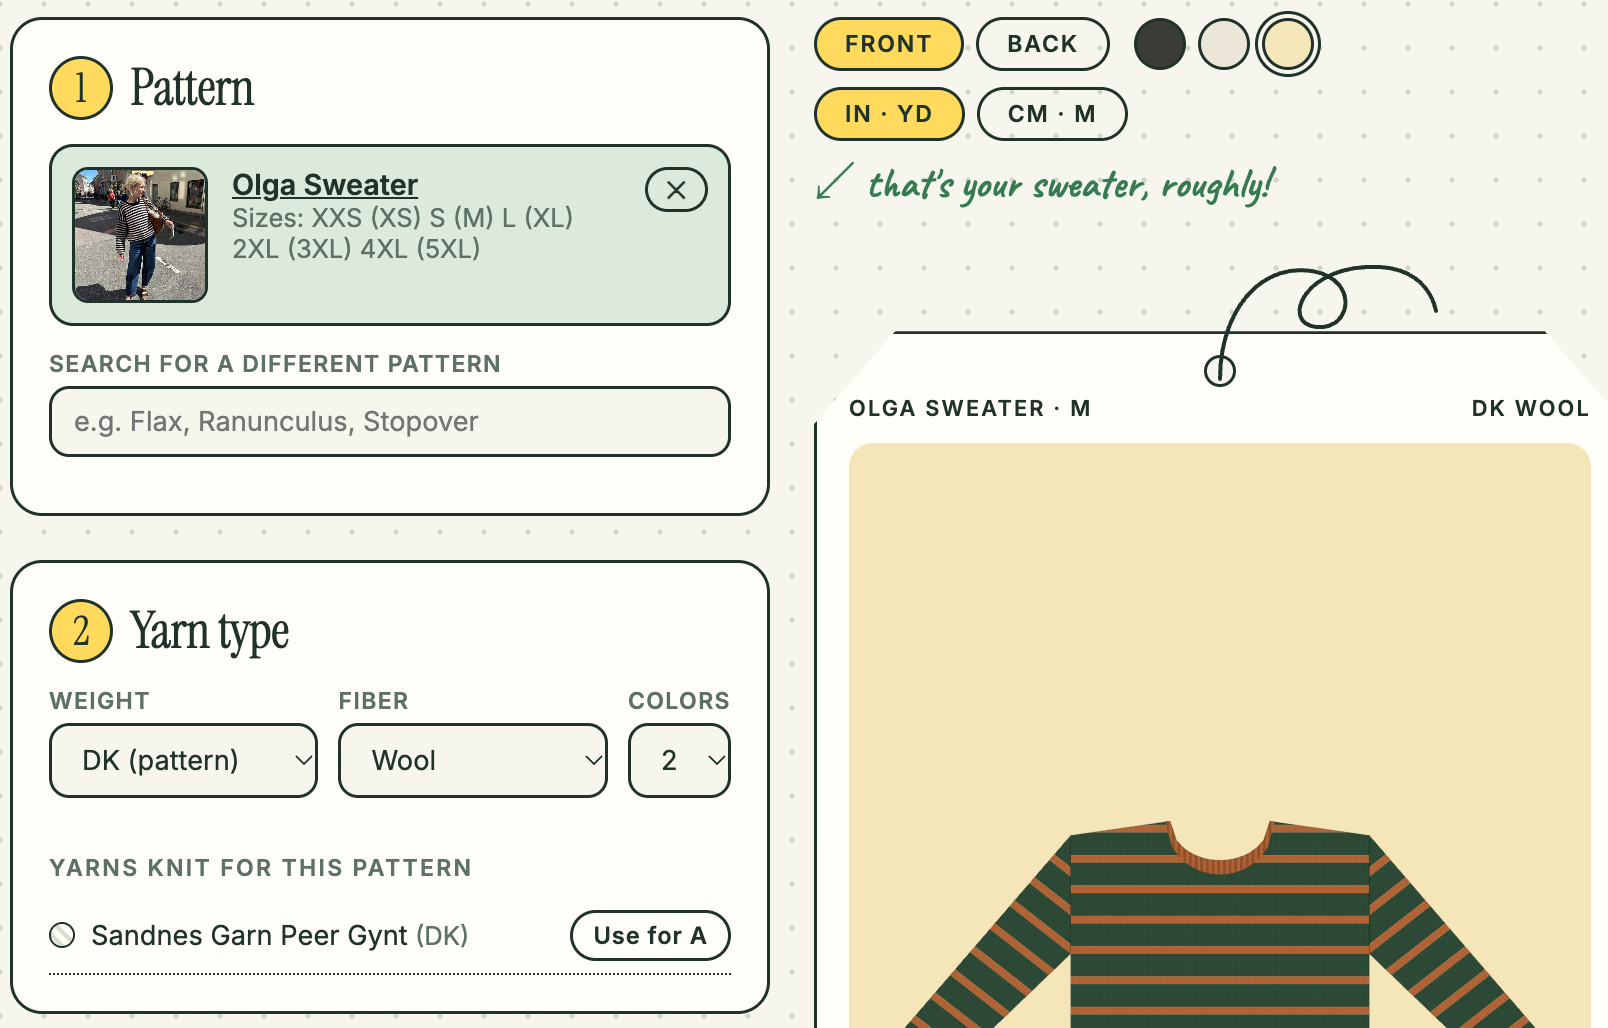 1 Pattern
Olga Sweater
Sizes: XXS (XS) S (M) L (XL)
2XL (3XL) 4XL (5XL)
SEARCH FOR A DIFFERENT PATTERN
e.g. Flax, Ranunculus, Stopover
2 Yarn type
WEIGHT FIBER COLORS
DK (pattern) Wool 2
YARNS KNIT FOR THIS PATTERN
Sandnes Garn Peer Gynt (DK) Use for A
FRONT BACK
IN · YD CM · M
that's your sweater, roughly!
OLGA SWEATER · M DK WOOL